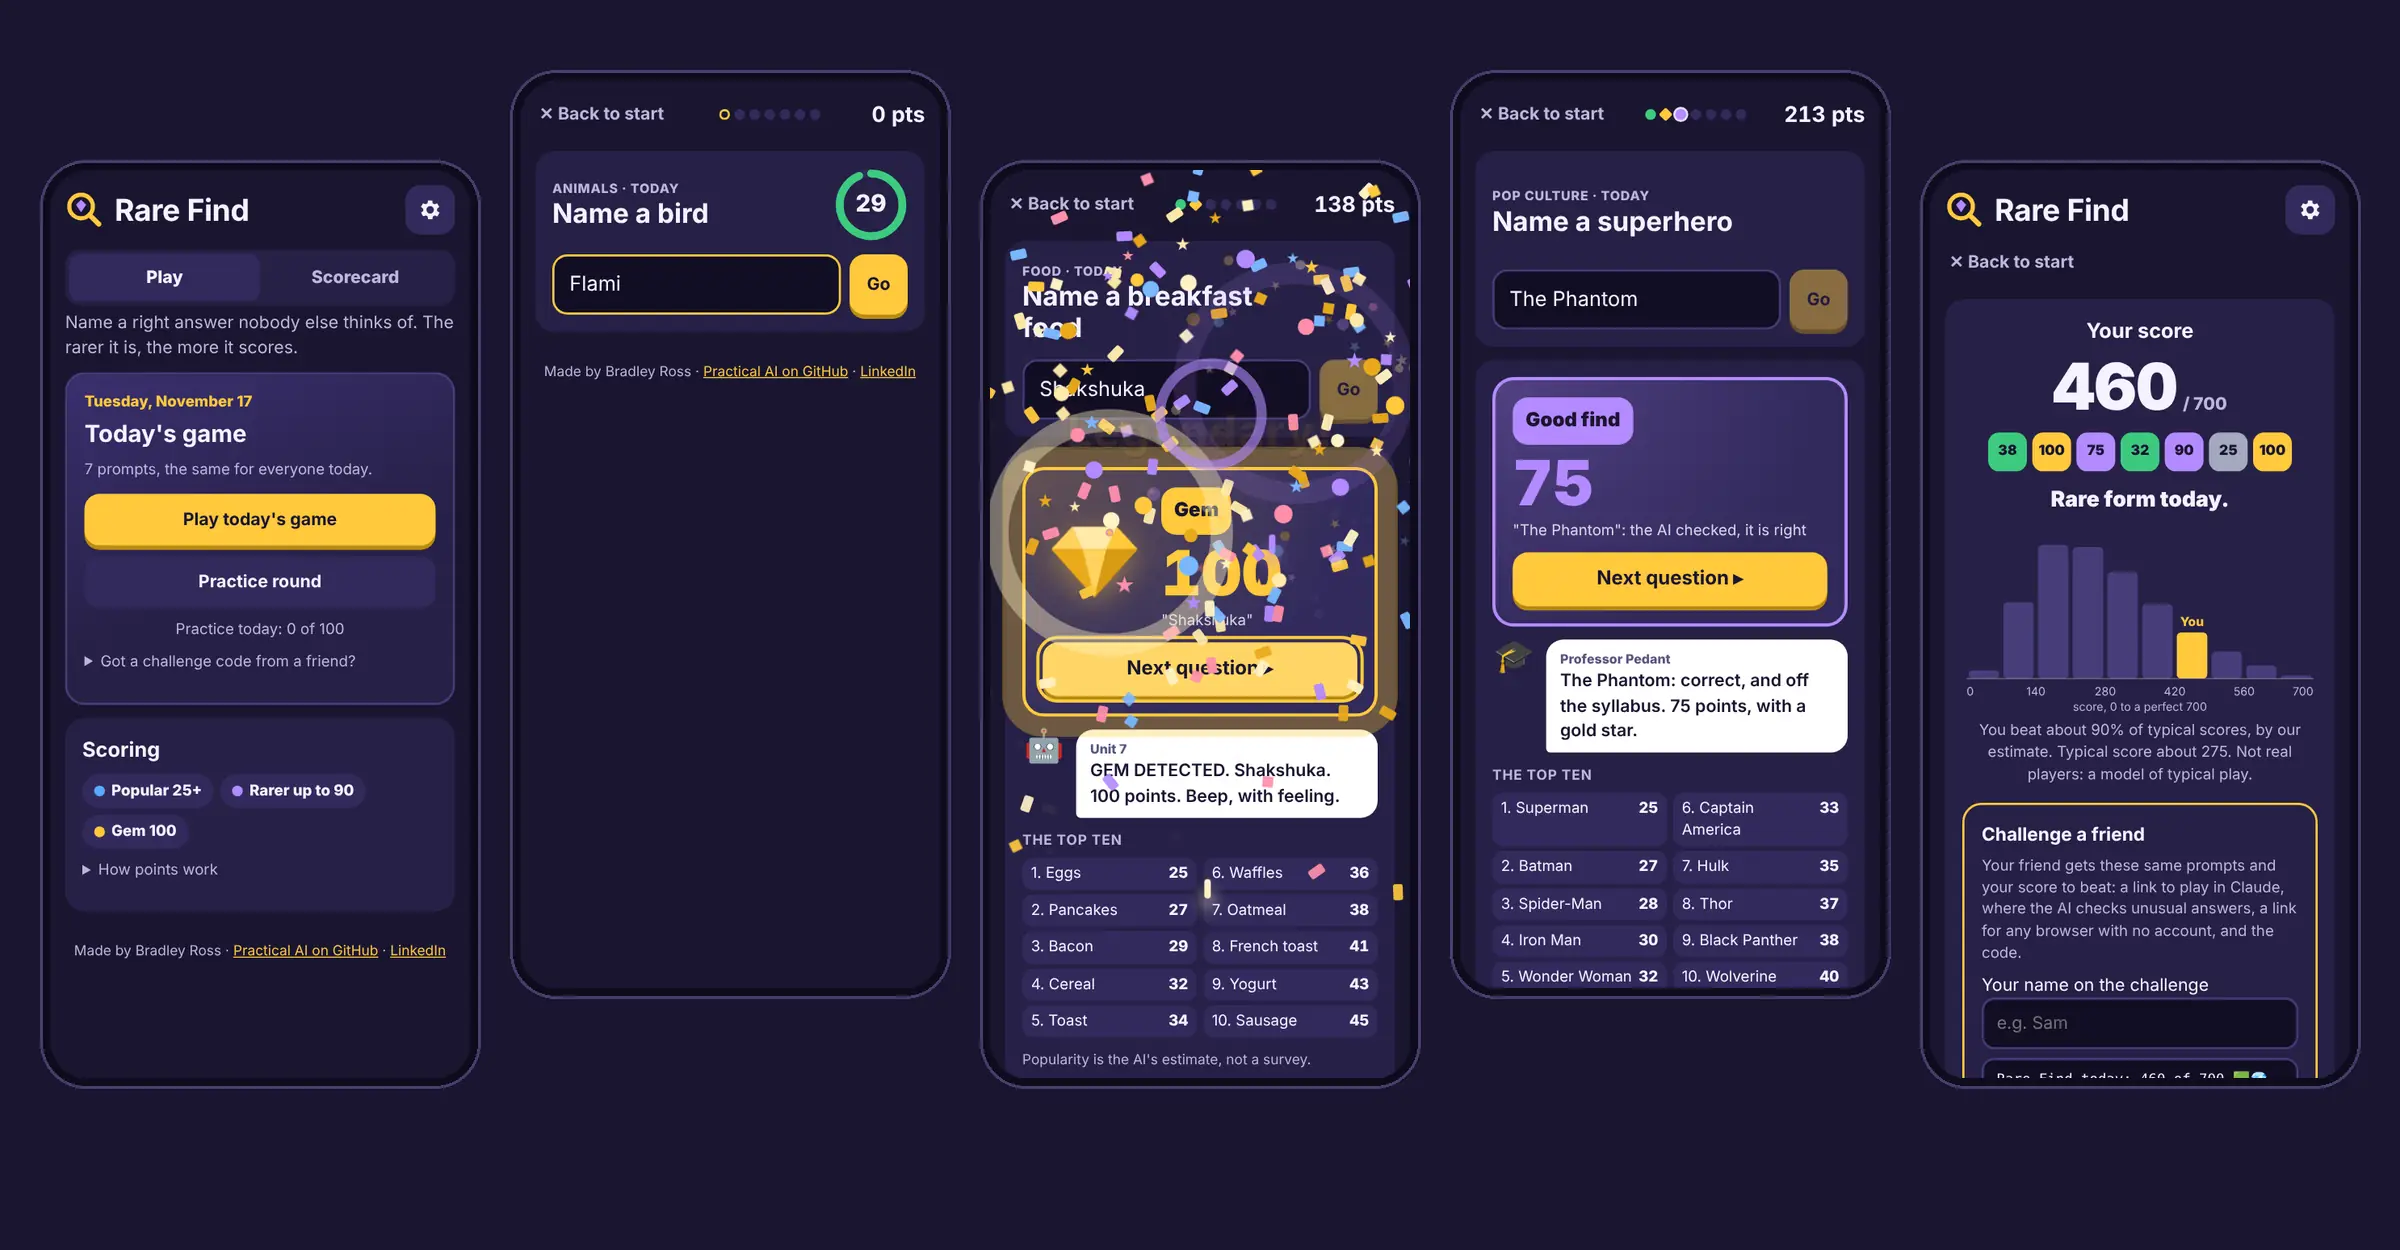 Rare Find
Play
Scorecard
Name a right answer nobody else thinks of. The
rarer it is, the more it scores.
Tuesday, November 17
Today's game
7 prompts, the same for everyone today.
Play today's game
Practice round
Practice today: 0 of 100
▶ Got a challenge code from a friend?
Scoring
Popular 25+
Rarer up to 90
Gem 100
▶ How points work
Made by Bradley Ross · Practical AI on GitHub · LinkedIn
✕ Back to start
0 pts
ANIMALS · TODAY
Name a bird
29
Flami
Go
Made by Bradley Ross · Practical AI on GitHub · LinkedIn
✕ Back to start
138 pts
FOOD · TODAY
Name a breakfast
food
Shakshuka
Go
Legendary
Gem
100
"Shakshuka"
Next question ▸
Unit 7
GEM DETECTED. Shakshuka.
100 points. Beep, with feeling.
THE TOP TEN
1. Eggs 25
6. Waffles 36
2. Pancakes 27
7. Oatmeal 38
3. Bacon 29
8. French toast 41
4. Cereal 32
9. Yogurt 43
5. Toast 34
10. Sausage 45
Popularity is the AI's estimate, not a survey.
✕ Back to start
213 pts
POP CULTURE · TODAY
Name a superhero
The Phantom
Go
Good find
75
"The Phantom": the AI checked, it is right
Next question ▸
Professor Pedant
The Phantom: correct, and off
the syllabus. 75 points, with a
gold star.
THE TOP TEN
1. Superman 25
6. Captain
America 33
2. Batman 27
7. Hulk 35
3. Spider-Man 28
8. Thor 37
4. Iron Man 30
9. Black Panther 38
5. Wonder Woman 32
10. Wolverine 40
Rare Find
✕ Back to start
Your score
460 / 700
38 100 75 32 90 25 100
Rare form today.
You
0 140 280 420 560 700
score, 0 to a perfect 700
You beat about 90% of typical scores, by our
estimate. Typical score about 275. Not real
players: a model of typical play.
Challenge a friend
Your friend gets these same prompts and
your score to beat: a link to play in Claude,
where the AI checks unusual answers, a link
for any browser with no account, and the
code.
Your name on the challenge
e.g. Sam
Rare Find today: 460 of 700